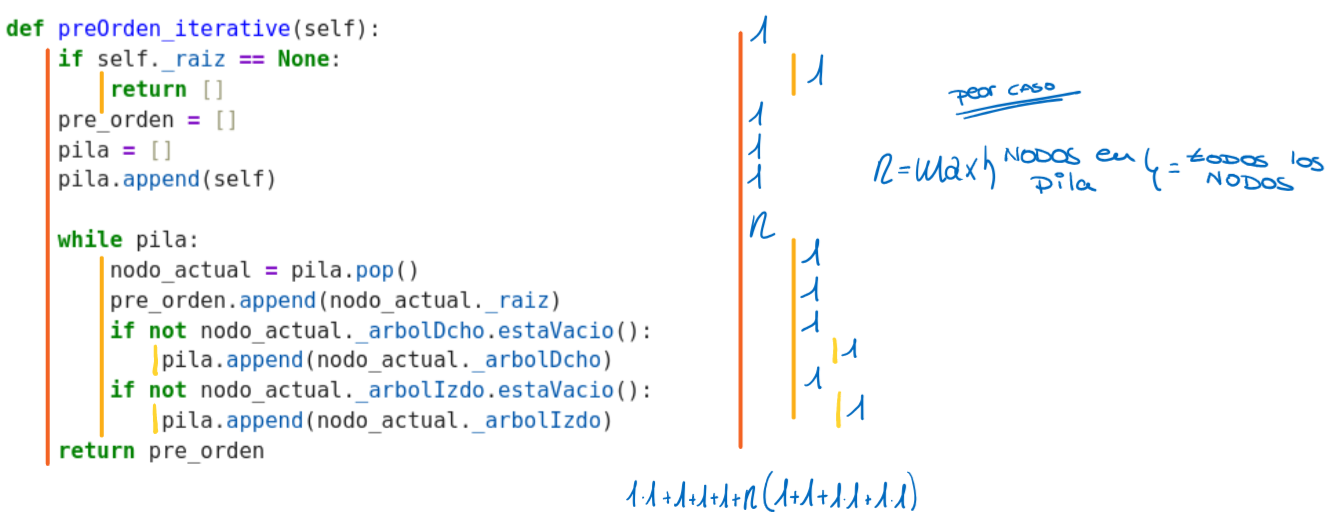 def preOrden_iterative(self): 1
if self._raiz == None: 1
return []
pre_orden = [] 1
pila = [] 1
pila.append(self) 1
while pila: n
nodo_actual = pila.pop() 1
pre_orden.append(nodo_actual._raiz) 1
if not nodo_actual._arbolDcho.estaVacio(): 1
pila.append(nodo_actual._arbolDcho) 1
if not nodo_actual._arbolIzdo.estaVacio(): 1
pila.append(nodo_actual._arbolIzdo) 1
return pre_orden
peor caso
n=max{ NODOS en pila } = todos los NODOS
1·1+1+1+1+n(1+1+1·1+1·1)